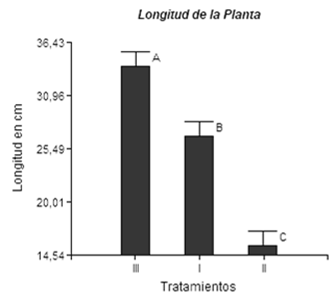 Longitud de la Planta
Longitud en cm
36,43
30,96
25,49
20,01
14,54
A
B
C
III
I
II
Tratamientos